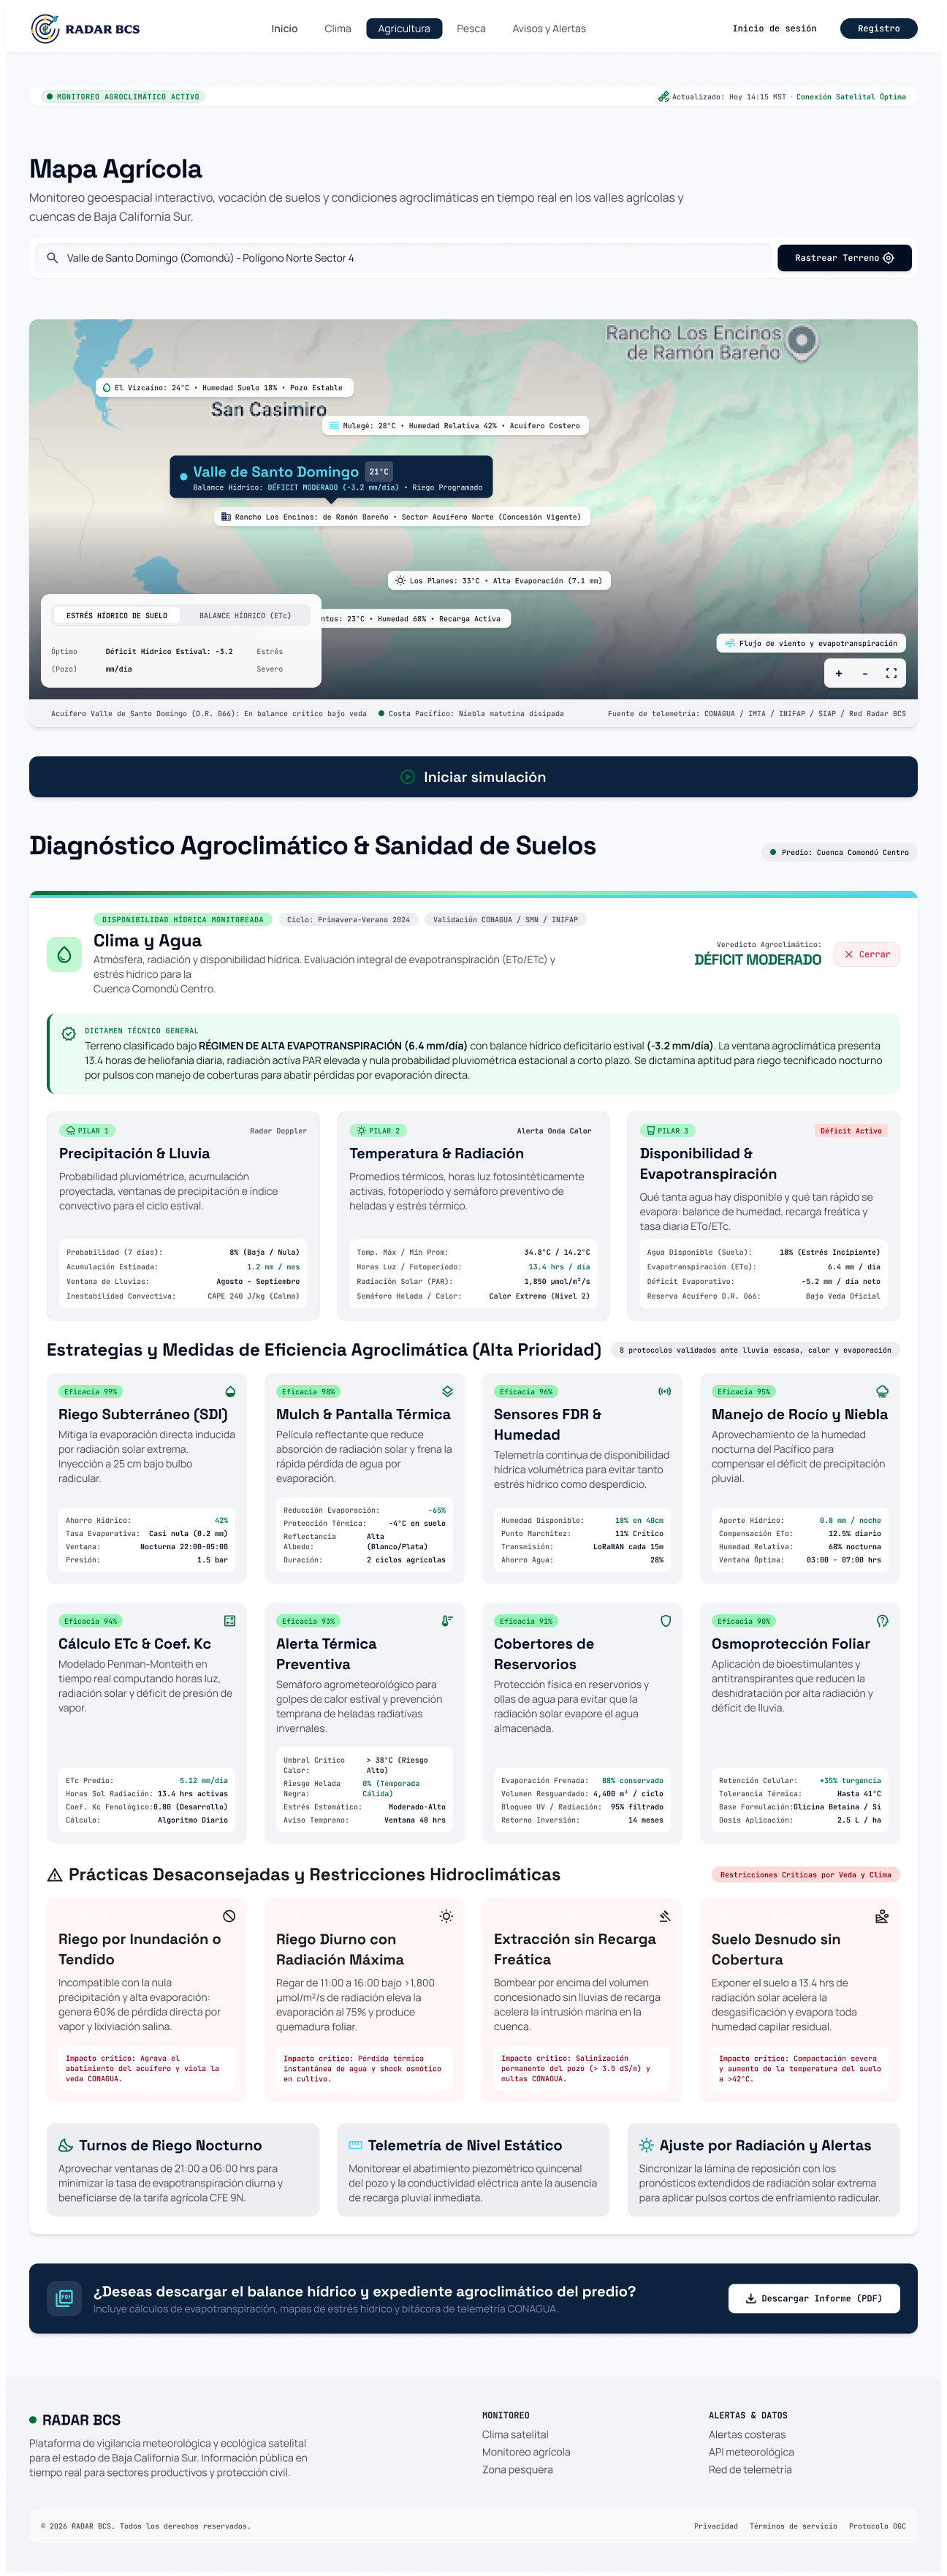 RADAR BCS
Inicio
Clima
Agricultura
Pesca
Avisos y Alertas
Inicio de sesión
Registro
MONITOREO AGROCLIMÁTICO ACTIVO
Actualizado: Hoy 14:15 MST · Conexión Satelital Óptima
Mapa Agrícola
Monitoreo geoespacial interactivo, vocación de suelos y condiciones agroclimáticas en tiempo real en los valles agrícolas y
cuencas de Baja California Sur.
Valle de Santo Domingo (Comondú) - Polígono Norte Sector 4
Rastrear Terreno
Rancho Los Encinos
de Ramón Bareño
El Vizcaíno: 24°C • Humedad Suelo 18% • Pozo Estable
San Casimiro
Mulegé: 28°C • Humedad Relativa 42% • Acuífero Costero
Valle de Santo Domingo 21°C
Balance Hídrico: DÉFICIT MODERADO (-3.2 mm/día) • Riego Programado
Rancho Los Encinos: de Ramón Bareño • Sector Acuífero Norte (Concesión Vigente)
Los Planes: 33°C • Alta Evaporación (7.1 mm)
ntos: 23°C • Humedad 68% • Recarga Activa
ESTRÉS HÍDRICO DE SUELO
BALANCE HÍDRICO (ETc)
Óptimo
(Pozo)
Déficit Hídrico Estival: -3.2
mm/día
Estrés
Severo
Flujo de viento y evapotranspiración
+ -
Acuífero Valle de Santo Domingo (D.R. 066): En balance crítico bajo veda
Costa Pacífico: Niebla matutina disipada
Fuente de telemetría: CONAGUA / IMTA / INIFAP / SIAP / Red Radar BCS
Iniciar simulación
Diagnóstico Agroclimático & Sanidad de Suelos
Predio: Cuenca Comondú Centro
DISPONIBILIDAD HÍDRICA MONITOREADA
Ciclo: Primavera-Verano 2024
Validación CONAGUA / SMN / INIFAP
Clima y Agua
Atmósfera, radiación y disponibilidad hídrica. Evaluación integral de evapotranspiración (ETo/ETc) y
estrés hídrico para la
Cuenca Comondú Centro.
Veredicto Agroclimático:
DÉFICIT MODERADO
Cerrar
DICTAMEN TÉCNICO GENERAL
Terreno clasificado bajo RÉGIMEN DE ALTA EVAPOTRANSPIRACIÓN (6.4 mm/día) con balance hídrico deficitario estival (-3.2 mm/día). La ventana agroclimática presenta
13.4 horas de heliofanía diaria, radiación activa PAR elevada y nula probabilidad pluviométrica estacional a corto plazo. Se dictamina aptitud para riego tecnificado nocturno
por pulsos con manejo de coberturas para abatir pérdidas por evaporación directa.
PILAR 1
Radar Doppler
Precipitación & Lluvia
Probabilidad pluviométrica, acumulación
proyectada, ventanas de precipitación e índice
convectivo para el ciclo estival.
Probabilidad (7 días): 8% (Baja / Nula)
Acumulación Estimada: 1.2 mm / mes
Ventana de Lluvias: Agosto - Septiembre
Inestabilidad Convectiva: CAPE 240 J/kg (Calma)
PILAR 2
Alerta Onda Calor
Temperatura & Radiación
Promedios térmicos, horas luz fotosintéticamente
activas, fotoperíodo y semáforo preventivo de
heladas y estrés térmico.
Temp. Máx / Mín Prom: 34.8°C / 14.2°C
Horas Luz / Fotoperíodo: 13.4 hrs / día
Radiación Solar (PAR): 1,850 µmol/m²/s
Semáforo Helada / Calor: Calor Extremo (Nivel 2)
PILAR 3
Déficit Activo
Disponibilidad &
Evapotranspiración
Qué tanta agua hay disponible y qué tan rápido se
evapora: balance de humedad, recarga freática y
tasa diaria ETo/ETc.
Agua Disponible (Suelo): 18% (Estrés Incipiente)
Evapotranspiración (ETo): 6.4 mm / día
Déficit Evaporativo: -5.2 mm / día neto
Reserva Acuífero D.R. 066: Bajo Veda Oficial
Estrategias y Medidas de Eficiencia Agroclimática (Alta Prioridad)
8 protocolos validados ante lluvia escasa, calor y evaporación
Eficacia 99%
Riego Subterráneo (SDI)
Mitiga la evaporación directa inducida
por radiación solar extrema.
Inyección a 25 cm bajo bulbo
radicular.
Ahorro Hídrico: 42%
Tasa Evaporativa: Casi nula (0.2 mm)
Ventana: Nocturna 22:00-05:00
Presión: 1.5 bar
Eficacia 98%
Mulch & Pantalla Térmica
Película reflectante que reduce
absorción de radiación solar y frena la
rápida pérdida de agua por
evaporación.
Reducción Evaporación: -65%
Protección Térmica: -4°C en suelo
Reflectancia Alta
Albedo: (Blanco/Plata)
Duración: 2 ciclos agrícolas
Eficacia 96%
Sensores FDR &
Humedad
Telemetría continua de disponibilidad
hídrica volumétrica para evitar tanto
estrés hídrico como desperdicio.
Humedad Disponible: 18% en 40cm
Punto Marchitez: 11% Crítico
Transmisión: LoRaWAN cada 15m
Ahorro Agua: 28%
Eficacia 95%
Manejo de Rocío y Niebla
Aprovechamiento de la humedad
nocturna del Pacífico para
compensar el déficit de precipitación
pluvial.
Aporte Hídrico: 0.8 mm / noche
Compensación ETo: 12.5% diario
Humedad Relativa: 68% nocturna
Ventana Óptima: 03:00 - 07:00 hrs
Eficacia 94%
Cálculo ETc & Coef. Kc
Modelado Penman-Monteith en
tiempo real computando horas luz,
radiación solar y déficit de presión de
vapor.
ETc Predio: 5.12 mm/día
Horas Sol Radiación: 13.4 hrs activas
Coef. Kc Fenológico: 0.80 (Desarrollo)
Cálculo: Algoritmo Diario
Eficacia 93%
Alerta Térmica
Preventiva
Semáforo agrometeorológico para
golpes de calor estival y prevención
temprana de heladas radiativas
invernales.
Umbral Crítico > 38°C (Riesgo
Calor: Alto)
Riesgo Helada 0% (Temporada
Negra: Cálida)
Estrés Estomático: Moderado-Alto
Aviso Temprano: Ventana 48 hrs
Eficacia 91%
Cobertores de
Reservorios
Protección física en reservorios y
ollas de agua para evitar que la
radiación solar evapore el agua
almacenada.
Evaporación Frenada: 88% conservado
Volumen Resguardado: 4,400 m³ / ciclo
Bloqueo UV / Radiación: 95% filtrado
Retorno Inversión: 14 meses
Eficacia 90%
Osmoprotección Foliar
Aplicación de bioestimulantes y
antitranspirantes que reducen la
deshidratación por alta radiación y
déficit de lluvia.
Retención Celular: +35% turgencia
Tolerancia Térmica: Hasta 41°C
Base Formulación: Glicina Betaína / Si
Dosis Aplicación: 2.5 L / ha
Prácticas Desaconsejadas y Restricciones Hidroclimáticas
Restricciones Críticas por Veda y Clima
Riego por Inundación o
Tendido
Incompatible con la nula
precipitación y alta evaporación:
genera 60% de pérdida directa por
vapor y lixiviación salina.
Impacto crítico: Agrava el
abatimiento del acuífero y viola la
veda CONAGUA.
Riego Diurno con
Radiación Máxima
Regar de 11:00 a 16:00 bajo >1,800
µmol/m²/s de radiación eleva la
evaporación al 75% y produce
quemadura foliar.
Impacto crítico: Pérdida térmica
instantánea de agua y shock osmótico
en cultivo.
Extracción sin Recarga
Freática
Bombear por encima del volumen
concesionado sin lluvias de recarga
acelera la intrusión marina en la
cuenca.
Impacto crítico: Salinización
permanente del pozo (> 3.5 dS/m) y
multas CONAGUA.
Suelo Desnudo sin
Cobertura
Exponer el suelo a 13.4 hrs de
radiación solar acelera la
desgasificación y evapora toda
humedad capilar residual.
Impacto crítico: Compactación severa
y aumento de la temperatura del suelo
a >42°C.
Turnos de Riego Nocturno
Aprovechar ventanas de 21:00 a 06:00 hrs para
minimizar la tasa de evapotranspiración diurna y
beneficiarse de la tarifa agrícola CFE 9N.
Telemetría de Nivel Estático
Monitorear el abatimiento piezométrico quincenal
del pozo y la conductividad eléctrica ante la ausencia
de recarga pluvial inmediata.
Ajuste por Radiación y Alertas
Sincronizar la lámina de reposición con los
pronósticos extendidos de radiación solar extrema
para aplicar pulsos cortos de enfriamiento radicular.
PDF
¿Deseas descargar el balance hídrico y expediente agroclimático del predio?
Incluye cálculos de evapotranspiración, mapas de estrés hídrico y bitácora de telemetría CONAGUA.
Descargar Informe (PDF)
RADAR BCS
Plataforma de vigilancia meteorológica y ecológica satelital
para el estado de Baja California Sur. Información pública en
tiempo real para sectores productivos y protección civil.
MONITOREO
Clima satelital
Monitoreo agrícola
Zona pesquera
ALERTAS & DATOS
Alertas costeras
API meteorológica
Red de telemetría
© 2026 RADAR BCS. Todos los derechos reservados.
Privacidad
Términos de servicio
Protocolo OGC